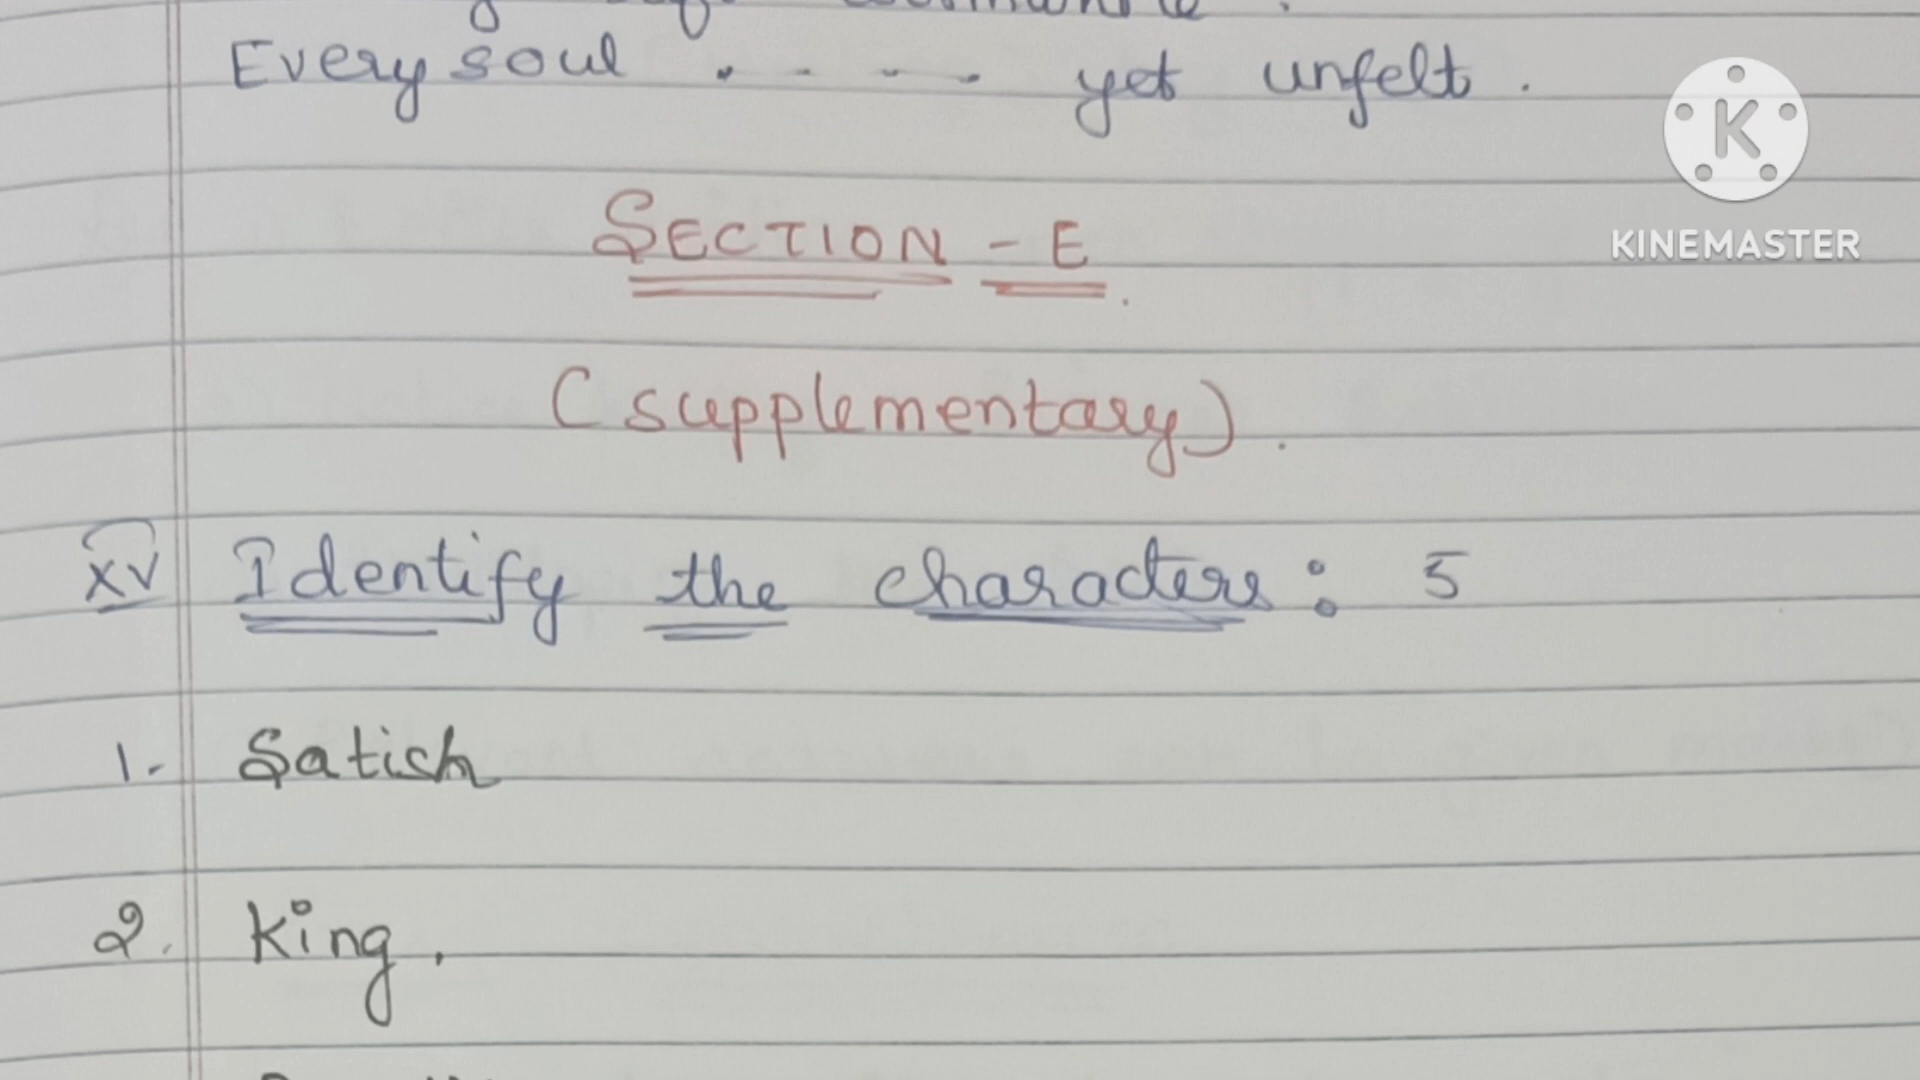 Every soul . - - - yet unfelt .
K
KINEMASTER
SECTION - E .
(supplementary) .
XV Identify the characters : 5
1. Satish
2. King .